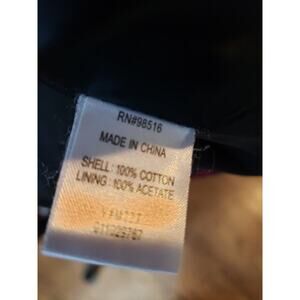 RN#98516
MADE IN CHINA
SHELL: 100% COTTON
LINING: 100% ACETATE